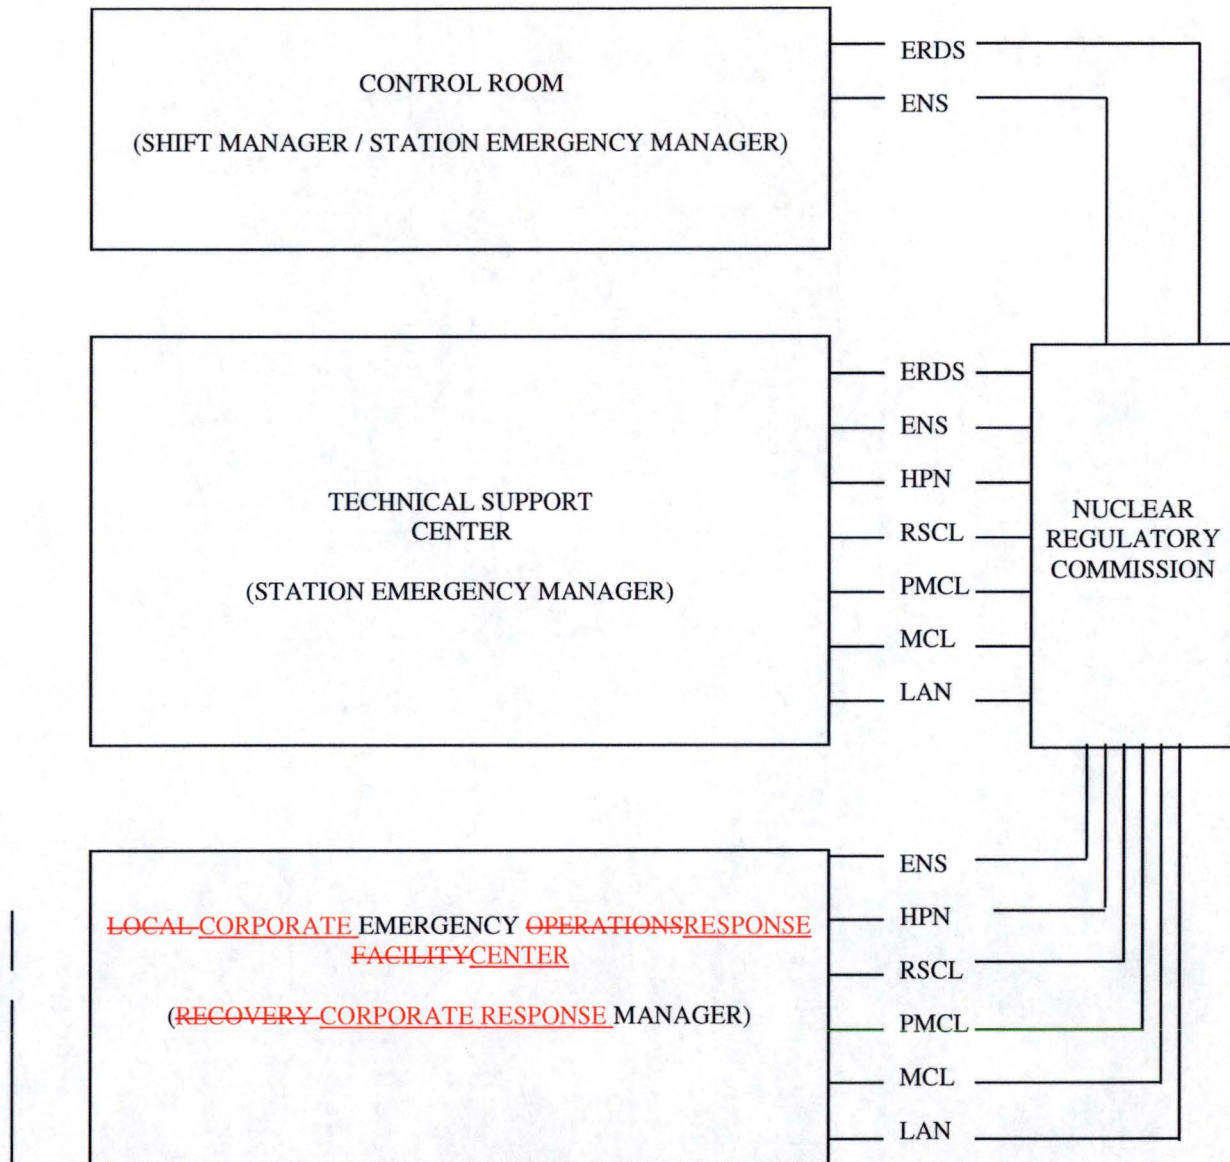 CONTROL ROOM
(SHIFT MANAGER / STATION EMERGENCY MANAGER)
ERDS
ENS
TECHNICAL SUPPORT
CENTER
(STATION EMERGENCY MANAGER)
ERDS
ENS
HPN
RSCL
PMCL
MCL
LAN
NUCLEAR
REGULATORY
COMMISSION
LOCAL CORPORATE EMERGENCY OPERATIONSRESPONSE
FACILITYCENTER
(RECOVERY CORPORATE RESPONSE MANAGER)
ENS
HPN
RSCL
PMCL
MCL
LAN